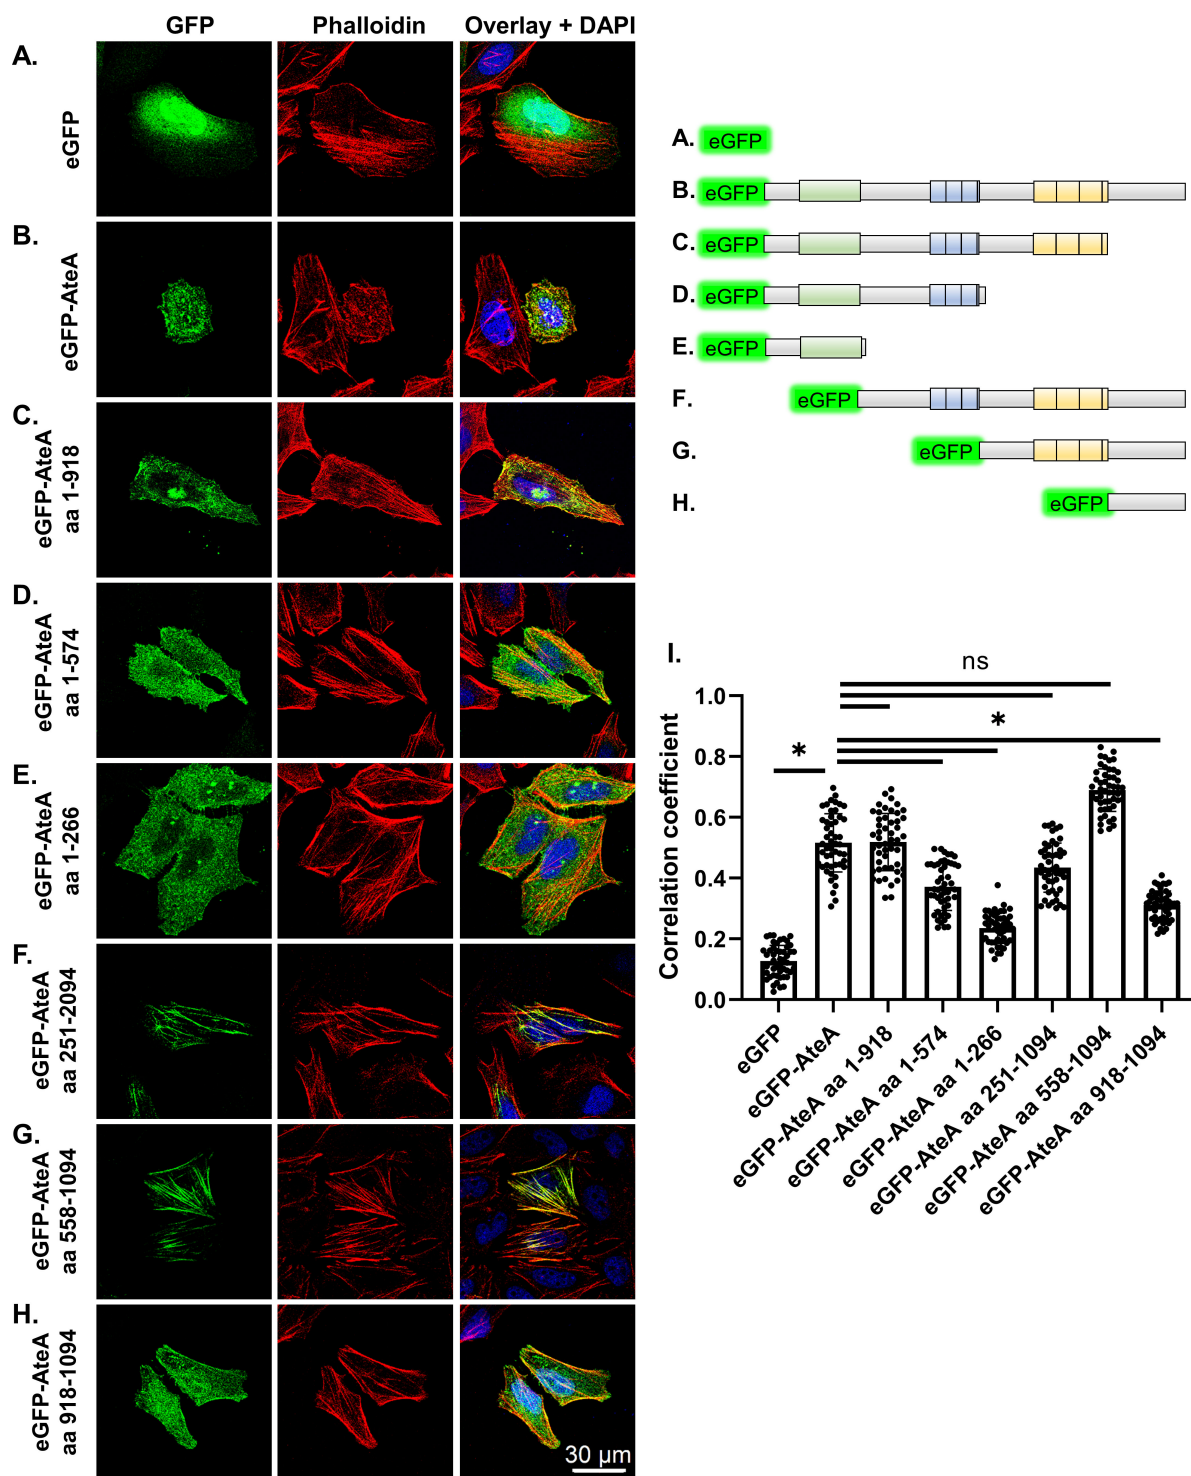 GFP Phalloidin Overlay + DAPI
A.
eGFP
B.
eGFP-AteA
C.
eGFP-AteA
aa 1-918
D.
eGFP-AteA
aa 1-574
E.
eGFP-AteA
aa 1-266
F.
eGFP-AteA
aa 251-2094
G.
eGFP-AteA
aa 558-1094
H.
eGFP-AteA
aa 918-1094
30 µm
A. eGFP
B. eGFP
C. eGFP
D. eGFP
E. eGFP
F. eGFP
G. eGFP
H. eGFP
I.
ns
*
*
Correlation coefficient
1.0
0.8
0.6
0.4
0.2
0.0
eGFP
eGFP-AteA
eGFP-AteA aa 1-918
eGFP-AteA aa 1-574
eGFP-AteA aa 1-266
eGFP-AteA aa 251-1094
eGFP-AteA aa 558-1094
eGFP-AteA aa 918-1094